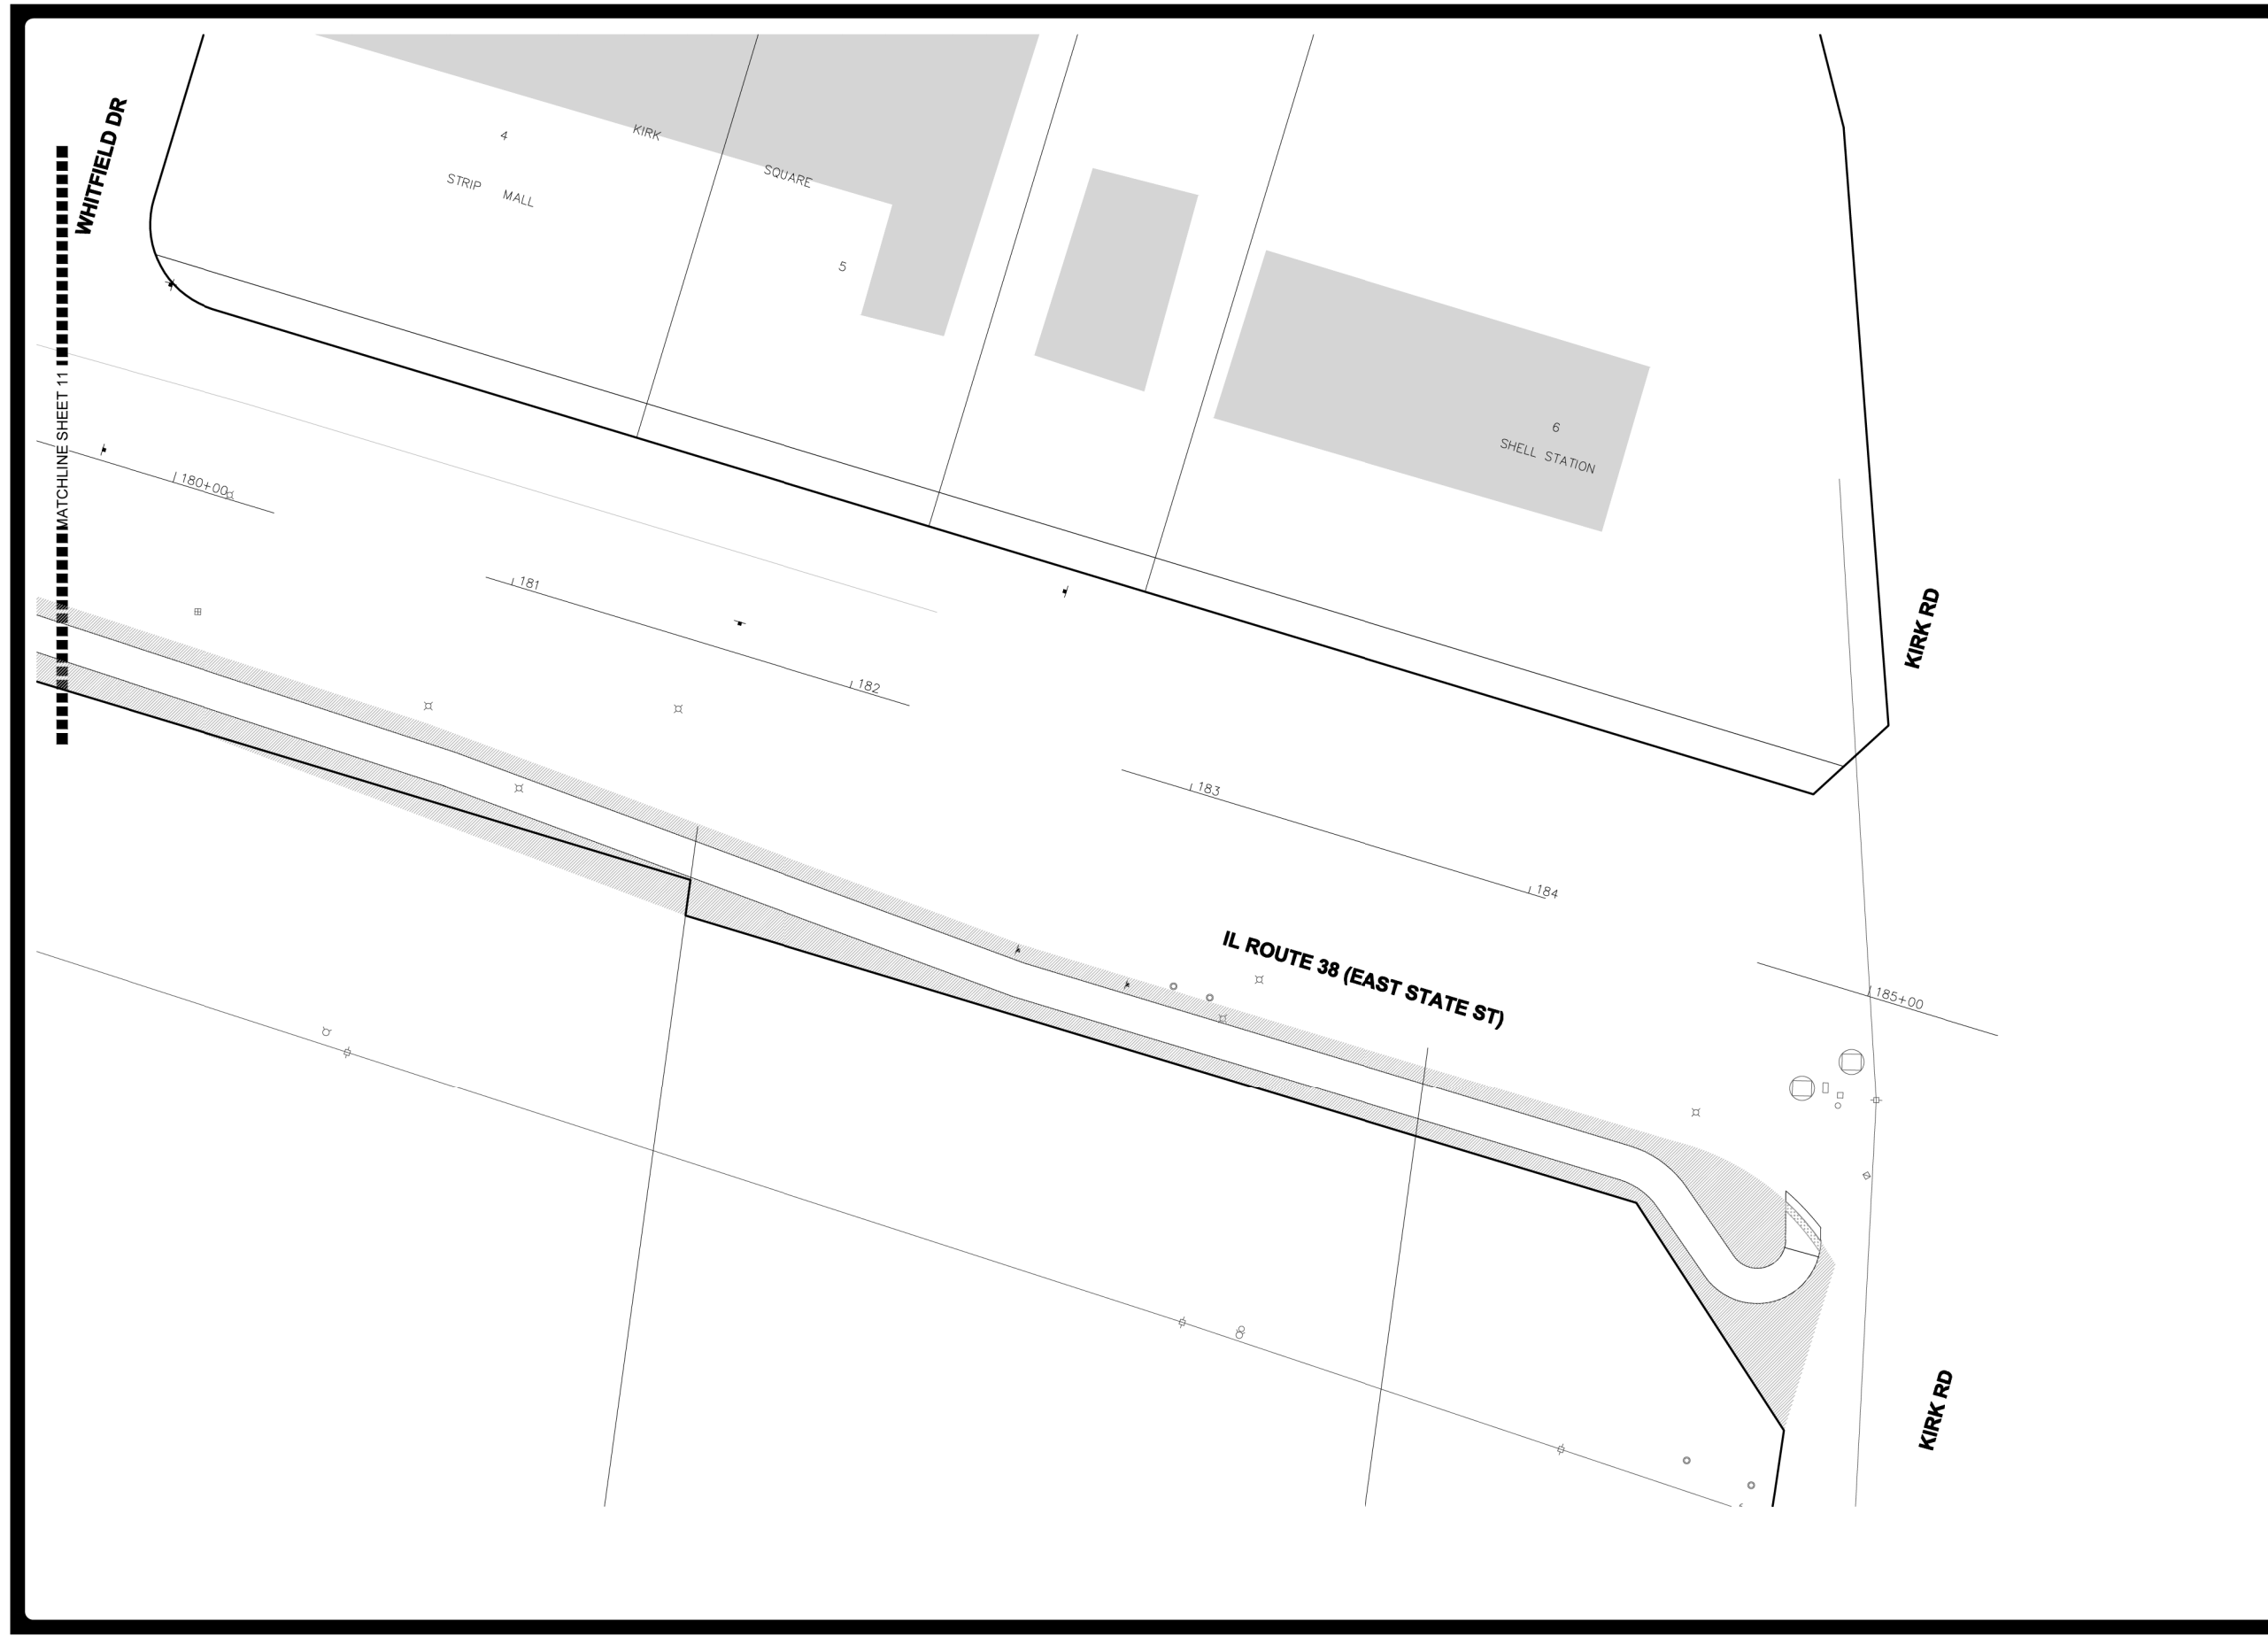 WHITFIELD DR
4
KIRK
STRIP MALL
SQUARE
5
MATCHLINE SHEET 11
6
SHELL STATION
180+00
181
182
KIRK RD
183
184
IL ROUTE 38 (EAST STATE ST)
185+00
KIRK RD